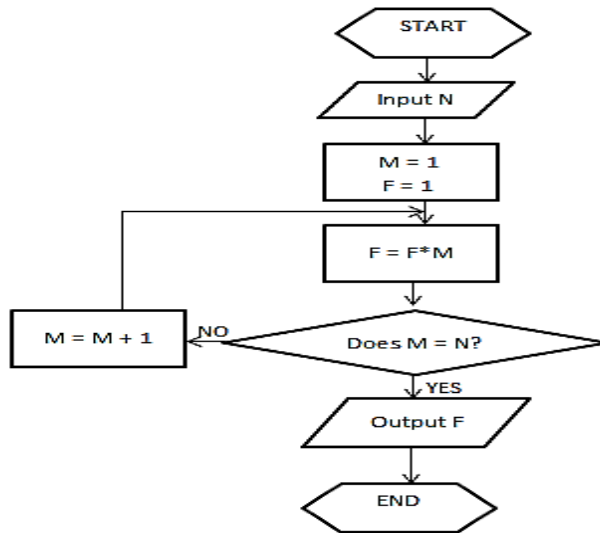 START
Input N
M = 1
F = 1
F = F*M
Does M = N?
NO
M = M + 1
YES
Output F
END